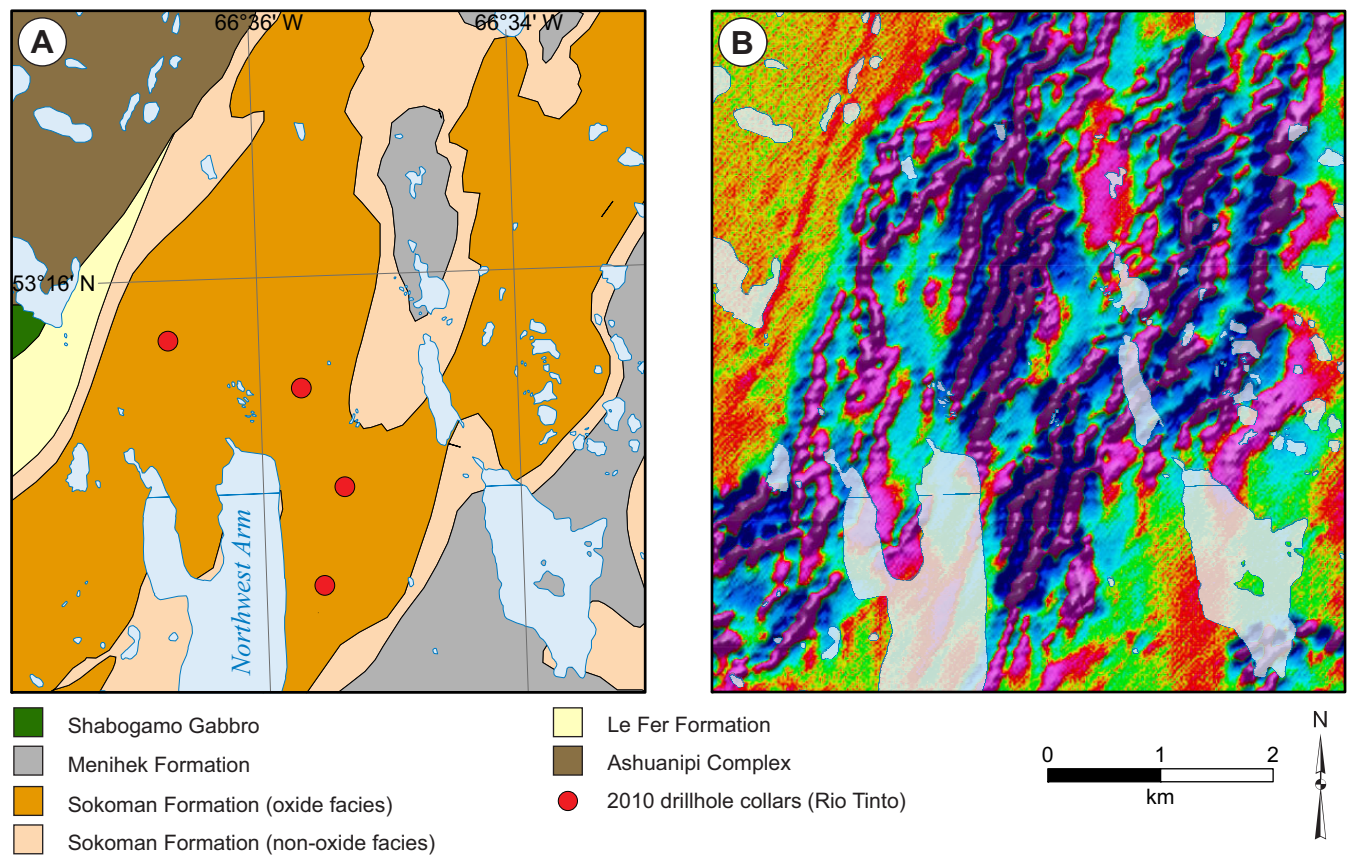 A
66°36' W
66°34' W
B
53°16' N
Northwest Arm
Shabogamo Gabbro
Menihek Formation
Sokoman Formation (oxide facies)
Sokoman Formation (non-oxide facies)
Le Fer Formation
Ashuanipi Complex
2010 drillhole collars (Rio Tinto)
0 1 2
km
N